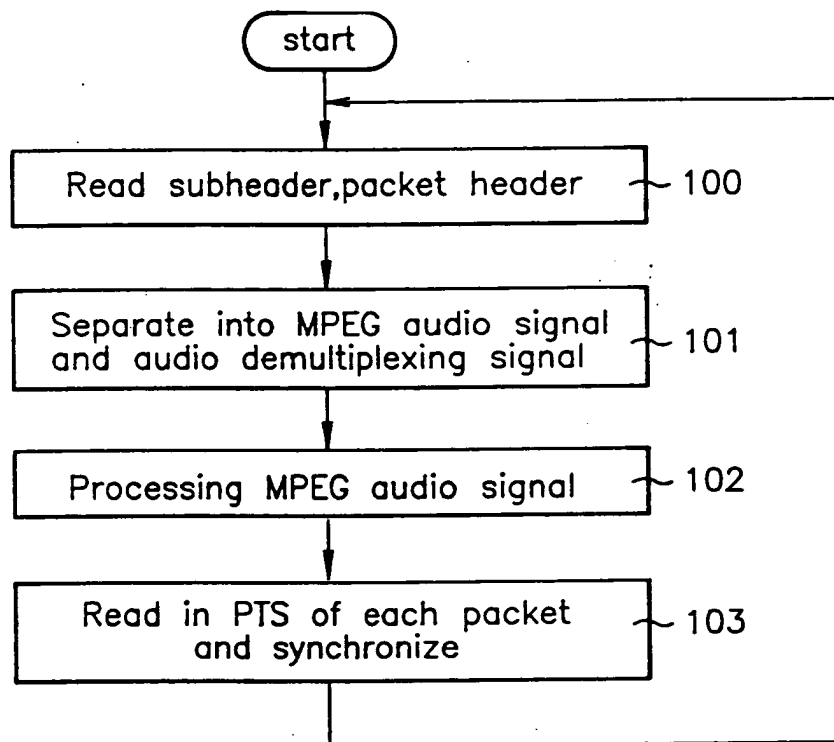 start
Read subheader,packet header
100
Separate into MPEG audio signal
and audio demultiplexing signal
101
Processing MPEG audio signal
102
Read in PTS of each packet
and synchronize
103